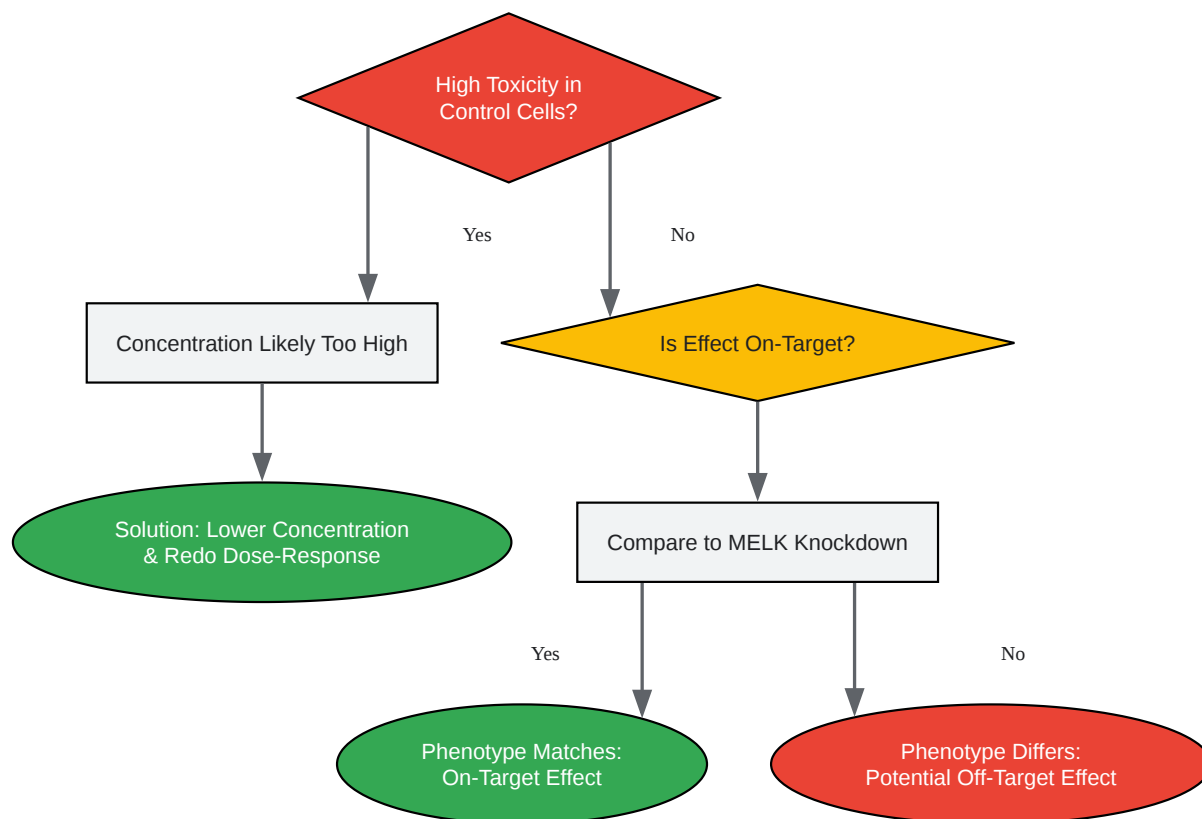 High Toxicity in
Control Cells?
Yes
No
Concentration Likely Too High
Is Effect On-Target?
Solution: Lower Concentration
& Redo Dose-Response
Compare to MELK Knockdown
Yes
No
Phenotype Matches:
On-Target Effect
Phenotype Differs:
Potential Off-Target Effect